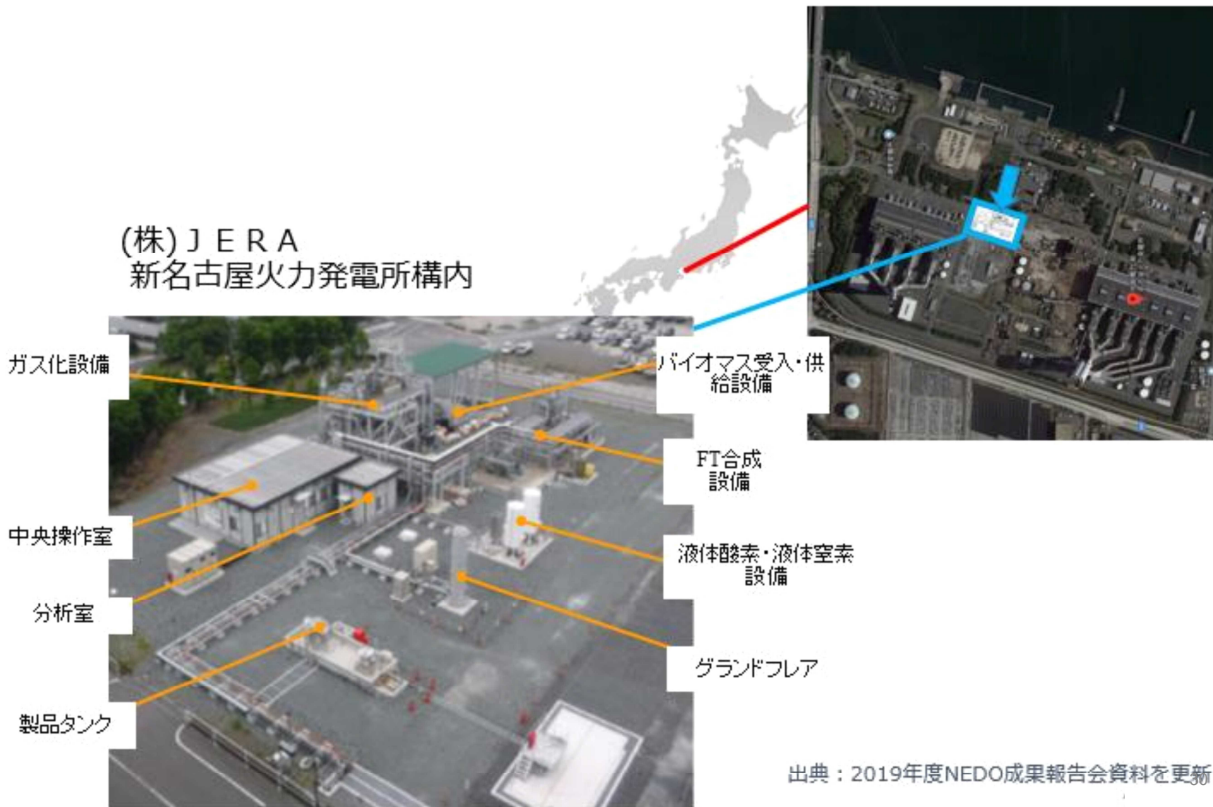 (株)ＪＥＲＡ
新名古屋火力発電所構内
ガス化設備
バイオマス受入・供
給設備
FT合成
設備
中央操作室
液体酸素・液体窒素
設備
分析室
グランドフレア
製品タンク
出典：2019年度NEDO成果報告会資料を更新
30